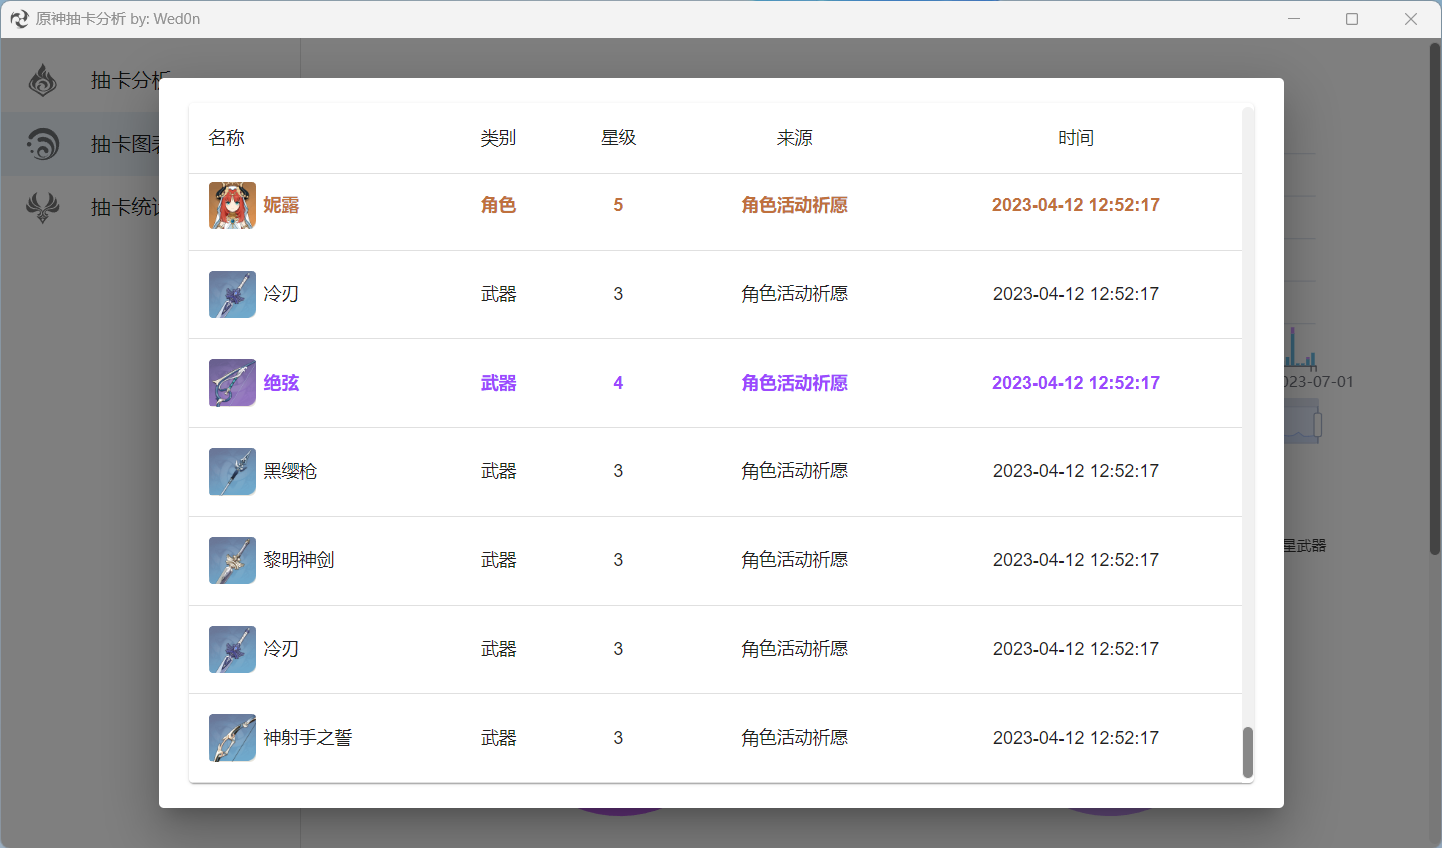 原神抽卡分析 by: Wed0n
抽卡分析
抽卡图表
抽卡统计
名称 类别 星级 来源 时间
妮露 角色 5 角色活动祈愿 2023-04-12 12:52:17
冷刃 武器 3 角色活动祈愿 2023-04-12 12:52:17
绝弦 武器 4 角色活动祈愿 2023-04-12 12:52:17
黑缨枪 武器 3 角色活动祈愿 2023-04-12 12:52:17
黎明神剑 武器 3 角色活动祈愿 2023-04-12 12:52:17
冷刃 武器 3 角色活动祈愿 2023-04-12 12:52:17
神射手之誓 武器 3 角色活动祈愿 2023-04-12 12:52:17
023-07-01
星武器